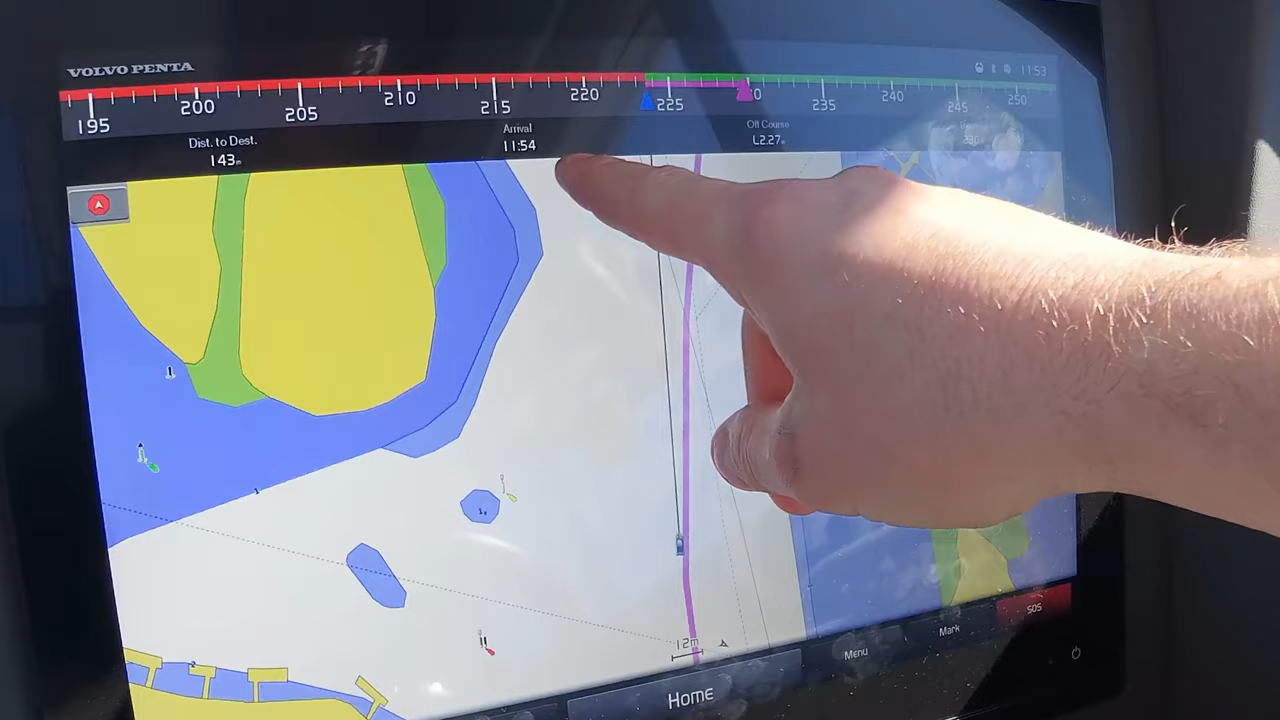 VOLVO PENTA
11:53
195 200 205 210 215 220 225 235 240 245 250
Dist. to Dest. Arrival Off Course
143m 11:54 L2.27m
12m
SOS
Mark
Menu
Home